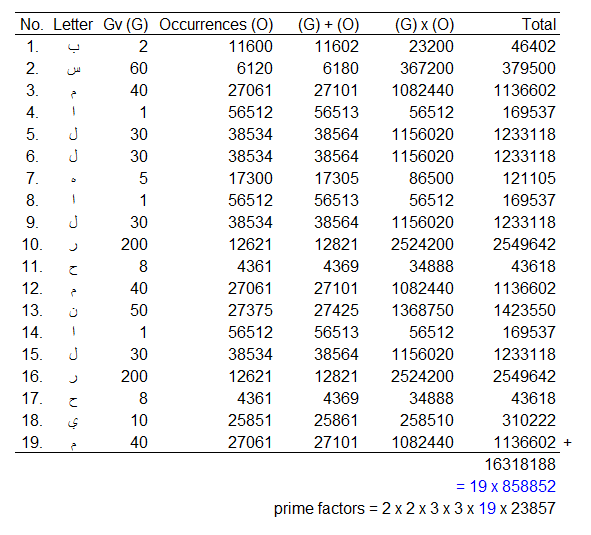 No. Letter Gv (G) Occurrences (O) (G) + (O) (G) x (O) Total
1. ب 2 11600 11602 23200 46402
2. س 60 6120 6180 367200 379500
3. م 40 27061 27101 1082440 1136602
4. ا 1 56512 56513 56512 169537
5. ل 30 38534 38564 1156020 1233118
6. ل 30 38534 38564 1156020 1233118
7. ه 5 17300 17305 86500 121105
8. ا 1 56512 56513 56512 169537
9. ل 30 38534 38564 1156020 1233118
10. ر 200 12621 12821 2524200 2549642
11. ح 8 4361 4369 34888 43618
12. م 40 27061 27101 1082440 1136602
13. ن 50 27375 27425 1368750 1423550
14. ا 1 56512 56513 56512 169537
15. ل 30 38534 38564 1156020 1233118
16. ر 200 12621 12821 2524200 2549642
17. ح 8 4361 4369 34888 43618
18. ي 10 25851 25861 258510 310222
19. م 40 27061 27101 1082440 1136602 +
16318188
= 19 x 858852
prime factors = 2 x 2 x 3 x 3 x 19 x 23857